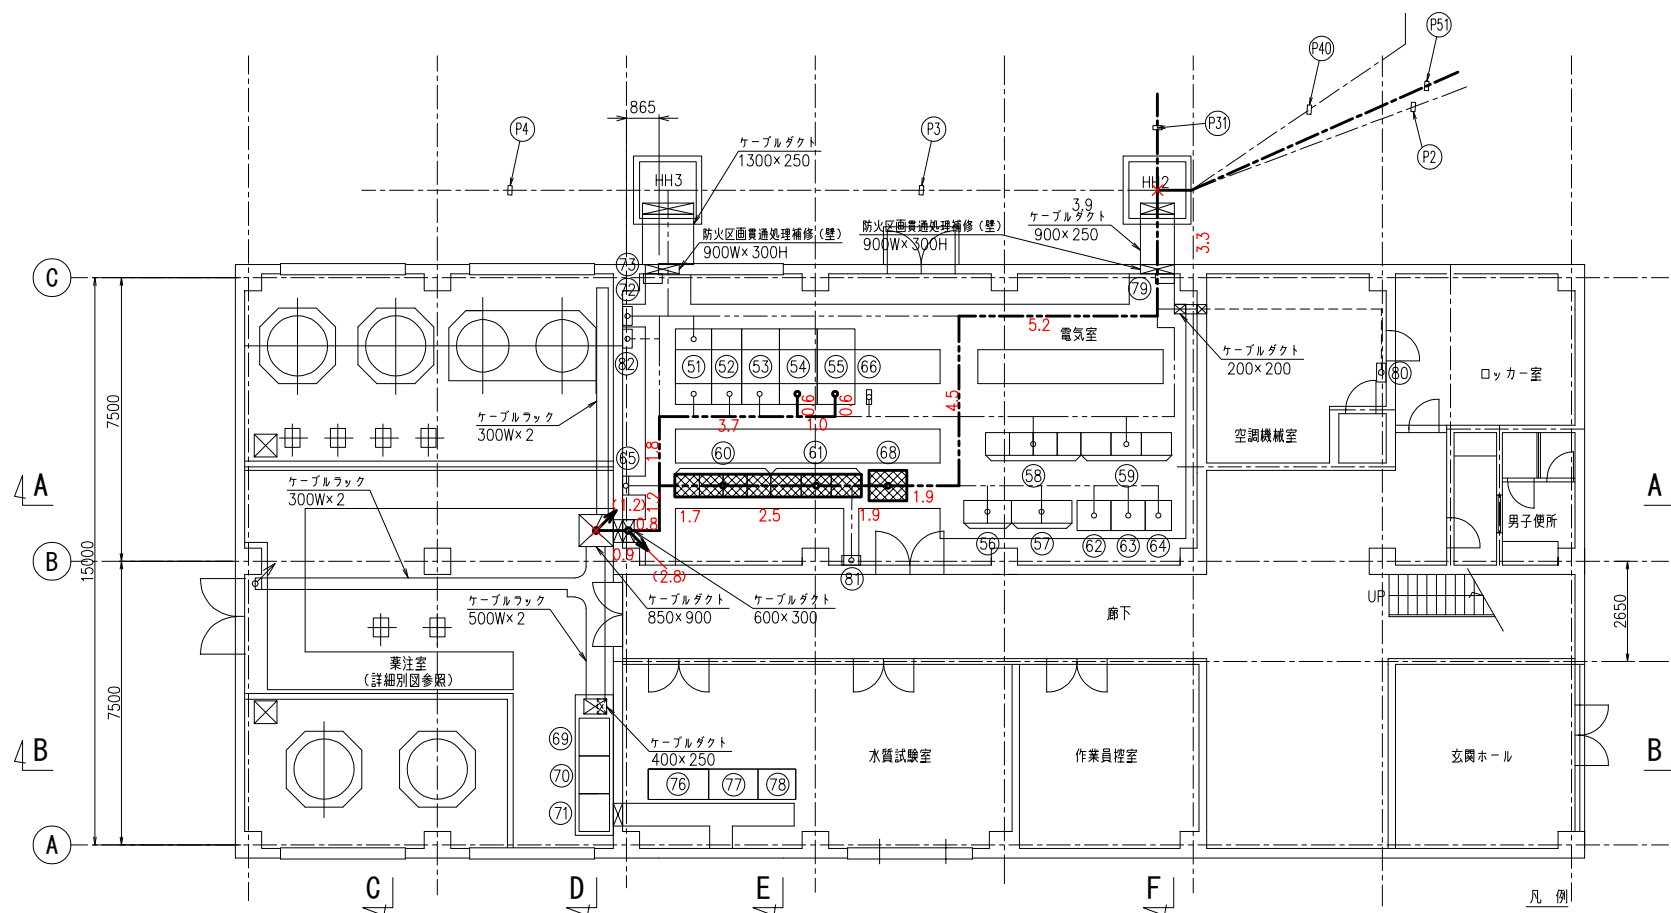 P51
P40
865
P4
P3
P31
P2
ケーブルダクト
1300×250
HH3
HH2
3.9
ケーブルダクト
900×250
防火区画貫通処理補修(壁)
900W×300H
防火区画貫通処理補修(壁)
900W×300H
3.3
C
73
72
79
5.2
電気室
82
51
52
53
54
55
66
ケーブルダクト
200×200
80
ロッカー室
7500
ケーブルラック
300W×2
0.6
0.6
4.5
3.7
1.0
空調機械室
1.8
65
60
61
68
58
59
A
A
ケーブルラック
300W×2
(1.2)
1.2
1.7
2.5
1.9
1.9
0.8
0.9
(2.8)
56
57
62
63
64
男子便所
B
15000
81
ケーブルラック
500W×2
ケーブルダクト
850×900
ケーブルダクト
600×300
廊下
UP
2650
薬注室
(詳細別図参照)
7500
B
B
69
70
71
ケーブルダクト
400×250
76
77
78
水質試験室
作業員控室
玄関ホール
A
C
D
E
F
凡 例